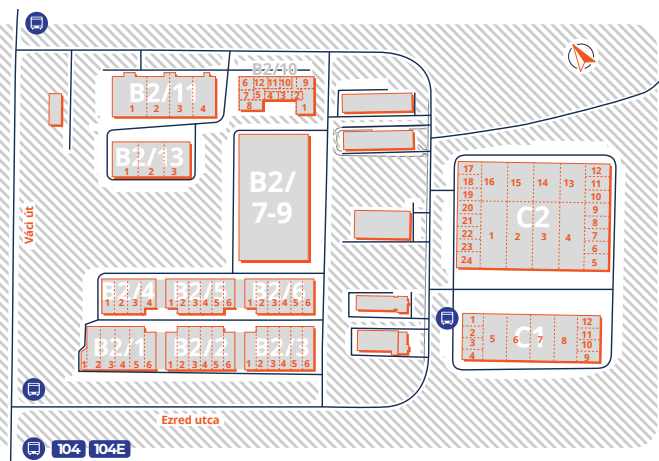 B2/10
6 12 11 10 9
7 5 4 3 2
8 1
B2/11
1 2 3 4
B2/13
1 2 3
B2/
7-9
17 16 15 14 13 12
18 11
19 10
C2
20 9
21 8
22 1 2 3 4 7
23 6
24 5
Váci út
B2/4 B2/5 B2/6
1 2 3 4 1 2 3 4 5 6 1 2 3 4 5 6
B2/1 B2/2 B2/3
1 2 3 4 5 6 1 2 3 4 5 6 1 2 3 4 5 6
C1
1 12
2 5 6 7 8 11
3 10
4 9
Ezred utca
104 104E